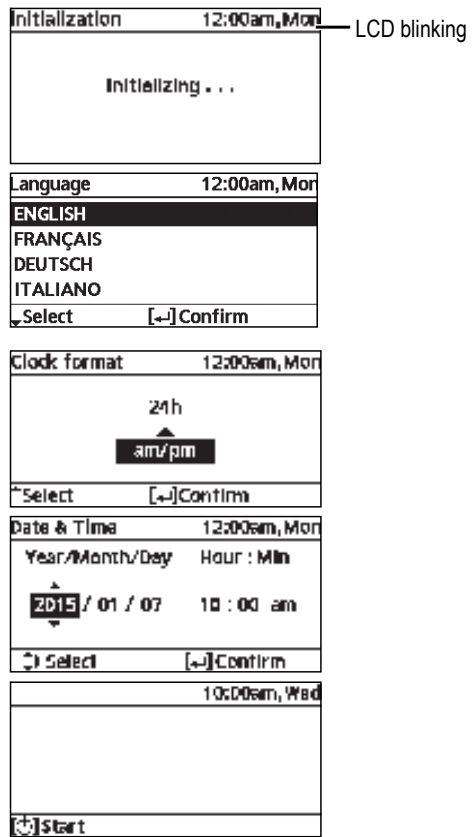 Initialization 12:00am,Mon
LCD blinking
Initializing . . .
Language 12:00am,Mon
ENGLISH
FRANÇAIS
DEUTSCH
ITALIANO
Select [↵] Confirm
Clock format 12:00am,Mon
24h
am/pm
Select [↵]Confirm
Date & Time 12:00am,Mon
Year/Month/Day Hour : Min
2015 / 01 / 07 10 : 00 am
Select [↵]Confirm
10:00am,Wed
[⏻]Start